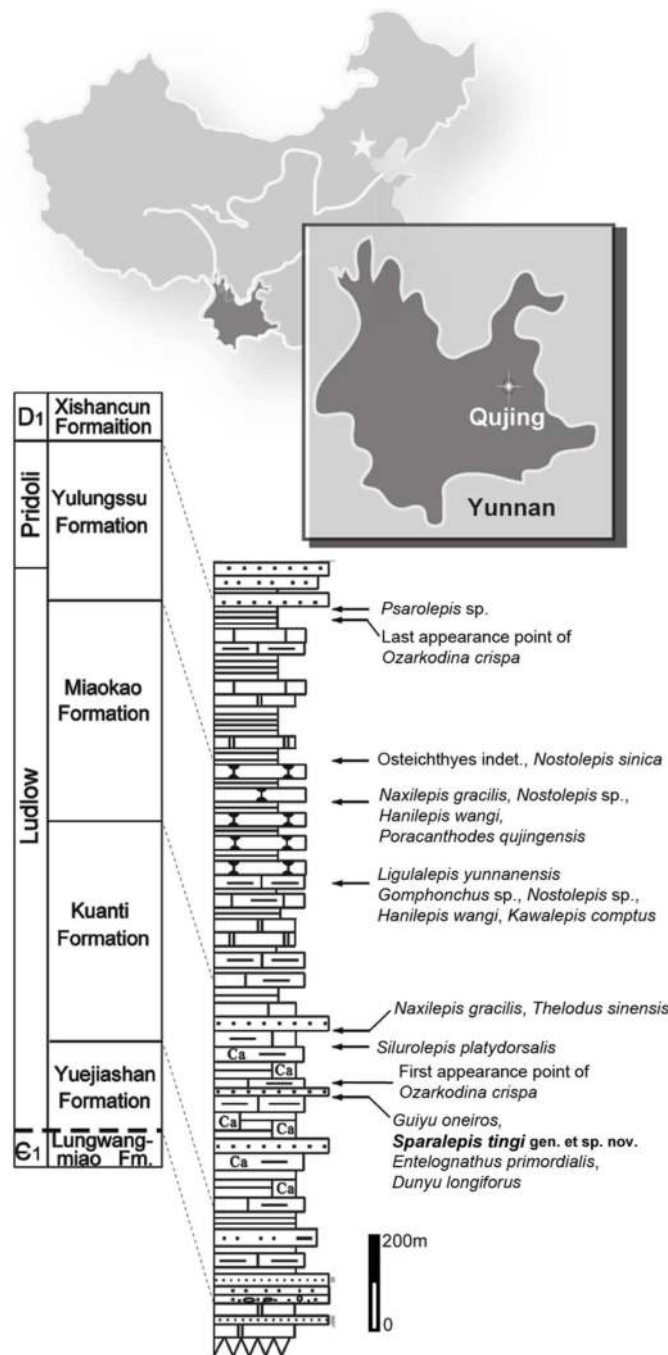 Qujing
Yunnan
D1
Xishancun
Formaition
Pridoli
Yulungssu
Formation
Ludlow
Miaokao
Formation
Kuanti
Formation
Yuejiashan
Formation
Є1
Lungwang-
miao Fm.
Psarolepis sp.
Last appearance point of
Ozarkodina crispa
Osteichthyes indet., Nostolepis sinica
Naxilepis gracilis, Nostolepis sp.,
Hanilepis wangi,
Poracanthodes qujingensis
Ligulalepis yunnanensis
Gomphonchus sp., Nostolepis sp.,
Hanilepis wangi, Kawalepis comptus
Naxilepis gracilis, Thelodus sinensis
Silurolepis platydorsalis
First appearance point of
Ozarkodina crispa
Guiyu oneiros,
Sparalepis tingi gen. et sp. nov.
Entelognathus primordialis,
Dunyu longiforus
Ca
Ca
Ca
Ca
Ca
Ca
200m
0